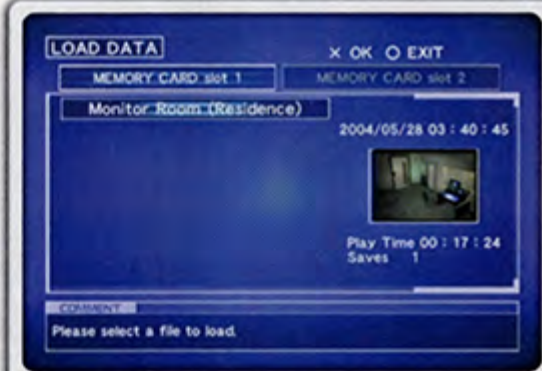 LOAD DATA
× OK ○ EXIT
MEMORY CARD slot 1
MEMORY CARD slot 2
Monitor Room (Residence)
2004/05/28 03 : 40 : 45
Play Time 00 : 17 : 24
Saves 1
COMMENT
Please select a file to load.